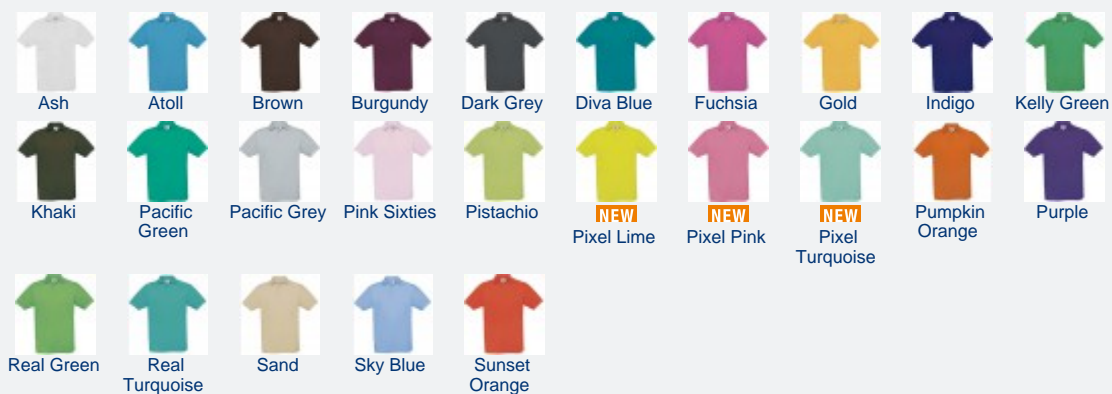 Ash Atoll Brown Burgundy Dark Grey Diva Blue Fuchsia Gold Indigo Kelly Green
Khaki Pacific Green Pacific Grey Pink Sixties Pistachio NEW Pixel Lime NEW Pixel Pink NEW Pixel Turquoise Pumpkin Orange Purple
Real Green Real Turquoise Sand Sky Blue Sunset Orange